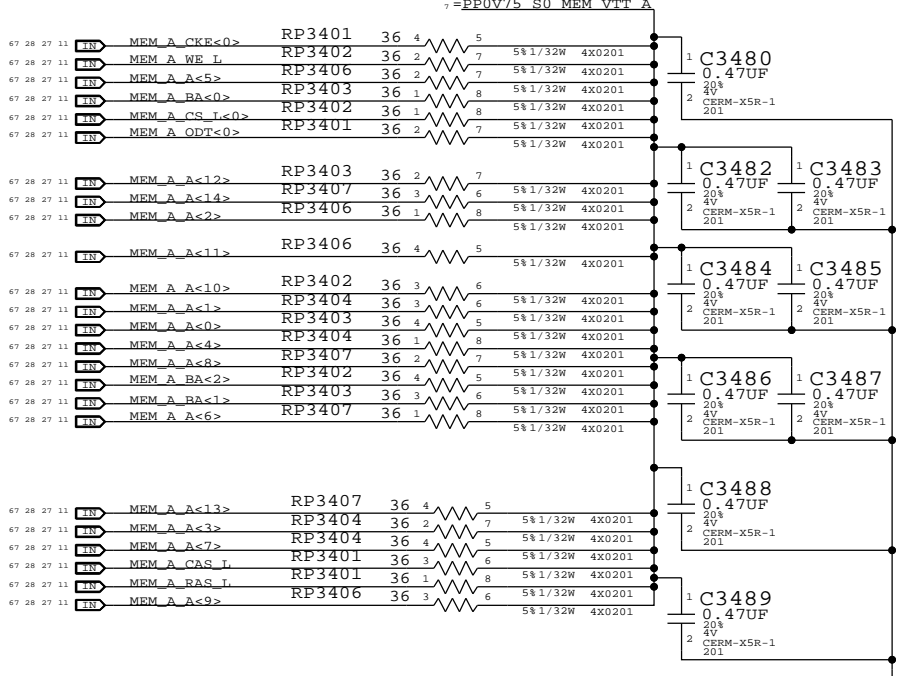 7 =PP0V75_S0_MEM_VTT_A
67 28 27 11 IN MEM_A_CKE<0> RP3401 36 4 5 5% 1/32W 4X0201
67 28 27 11 IN MEM_A_WE_L RP3402 36 2 7 5% 1/32W 4X0201
67 28 27 11 IN MEM_A_A<5> RP3406 36 2 7 5% 1/32W 4X0201
67 28 27 11 IN MEM_A_BA<0> RP3403 36 1 8 5% 1/32W 4X0201
67 28 27 11 IN MEM_A_CS_L<0> RP3402 36 1 8 5% 1/32W 4X0201
67 28 27 11 IN MEM_A_ODT<0> RP3401 36 2 7 5% 1/32W 4X0201
1 C3480
0.47UF
20%
4V
2 CERM-X5R-1
201
67 28 27 11 IN MEM_A_A<12> RP3403 36 2 7 5% 1/32W 4X0201
67 28 27 11 IN MEM_A_A<14> RP3407 36 3 6 5% 1/32W 4X0201
67 28 27 11 IN MEM_A_A<2> RP3406 36 1 8 5% 1/32W 4X0201
1 C3482 1 C3483
0.47UF 0.47UF
20% 20%
4V 4V
2 CERM-X5R-1 2 CERM-X5R-1
201 201
67 28 27 11 IN MEM_A_A<11> RP3406 36 4 5 5% 1/32W 4X0201
1 C3484 1 C3485
0.47UF 0.47UF
20% 20%
4V 4V
2 CERM-X5R-1 2 CERM-X5R-1
201 201
67 28 27 11 IN MEM_A_A<10> RP3402 36 3 6 5% 1/32W 4X0201
67 28 27 11 IN MEM_A_A<1> RP3404 36 3 6 5% 1/32W 4X0201
67 28 27 11 IN MEM_A_A<0> RP3403 36 4 5 5% 1/32W 4X0201
67 28 27 11 IN MEM_A_A<4> RP3404 36 1 8 5% 1/32W 4X0201
67 28 27 11 IN MEM_A_A<8> RP3407 36 2 7 5% 1/32W 4X0201
67 28 27 11 IN MEM_A_BA<2> RP3402 36 4 5 5% 1/32W 4X0201
67 28 27 11 IN MEM_A_BA<1> RP3403 36 3 6 5% 1/32W 4X0201
67 28 27 11 IN MEM_A_A<6> RP3407 36 1 8 5% 1/32W 4X0201
1 C3486 1 C3487
0.47UF 0.47UF
20% 20%
4V 4V
2 CERM-X5R-1 2 CERM-X5R-1
201 201
1 C3488
0.47UF
20%
4V
2 CERM-X5R-1
201
67 28 27 11 IN MEM_A_A<13> RP3407 36 4 5 5% 1/32W 4X0201
67 28 27 11 IN MEM_A_A<3> RP3404 36 2 7 5% 1/32W 4X0201
67 28 27 11 IN MEM_A_A<7> RP3404 36 4 5 5% 1/32W 4X0201
67 28 27 11 IN MEM_A_CAS_L RP3401 36 3 6 5% 1/32W 4X0201
67 28 27 11 IN MEM_A_RAS_L RP3401 36 1 8 5% 1/32W 4X0201
67 28 27 11 IN MEM_A_A<9> RP3406 36 3 6 5% 1/32W 4X0201
1 C3489
0.47UF
20%
4V
2 CERM-X5R-1
201